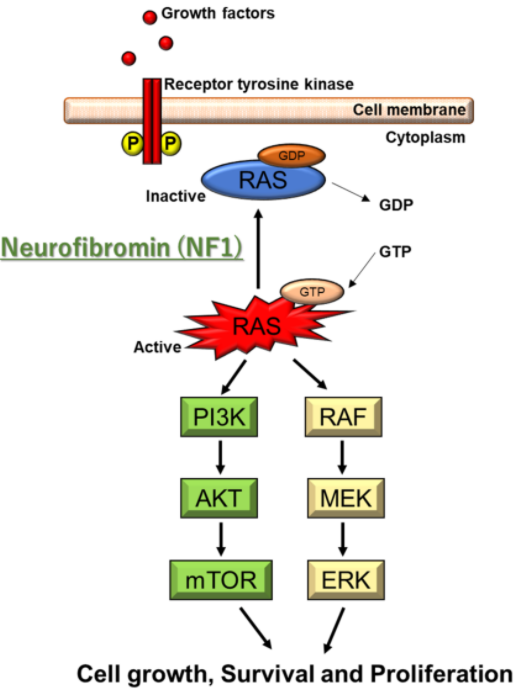 Growth factors
Receptor tyrosine kinase
Cell membrane
Cytoplasm
P P
GDP
RAS
Inactive
GDP
Neurofibromin (NF1)
GTP
GTP
RAS
Active
PI3K RAF
AKT MEK
mTOR ERK
Cell growth, Survival and Proliferation